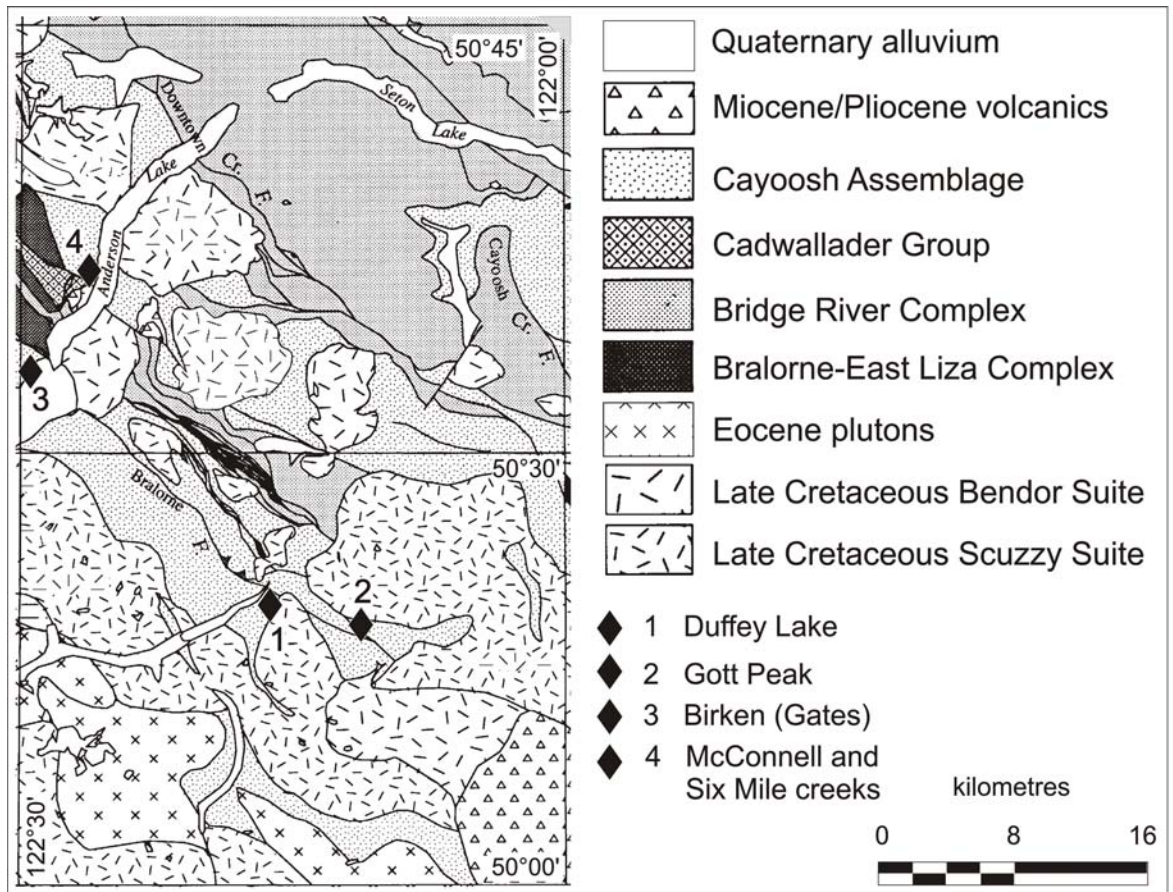 50°45'
122°00'
Downtown
Cr.
F.
Seton
Lake
Lake
Anderson
4
Cayoosh
Cr.
F.
3
50°30'
Bralorne
F.
2
1
122°30'
50°00'
Quaternary alluvium
Miocene/Pliocene volcanics
Cayoosh Assemblage
Cadwallader Group
Bridge River Complex
Bralorne-East Liza Complex
Eocene plutons
Late Cretaceous Bendor Suite
Late Cretaceous Scuzzy Suite
1 Duffey Lake
2 Gott Peak
3 Birken (Gates)
4 McConnell and
Six Mile creeks
kilometres
0 8 16